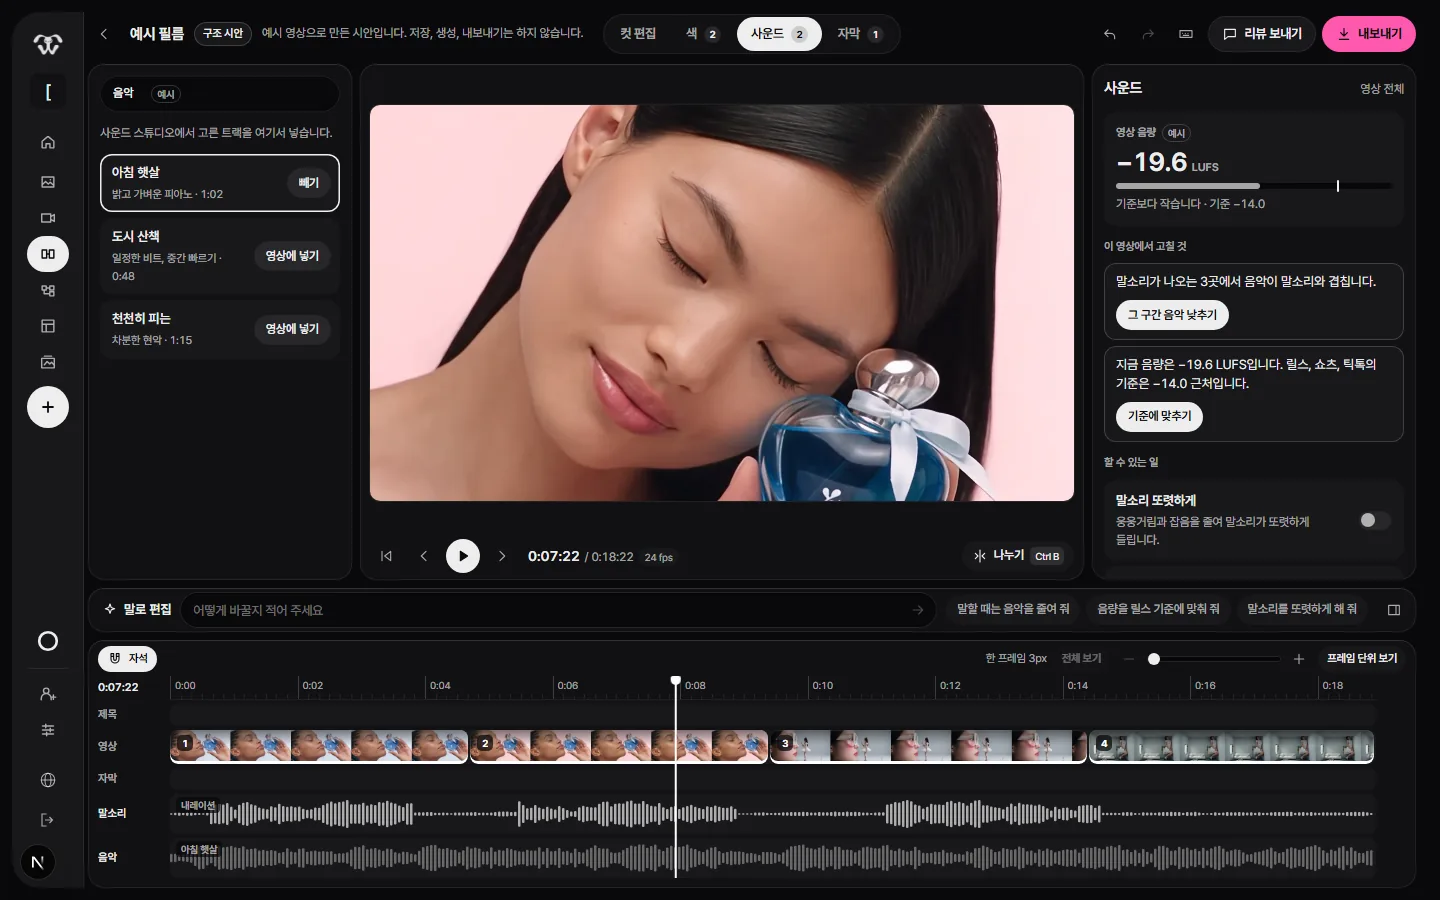 예시 필름
구조 시안
예시 영상으로 만든 시안입니다. 저장, 생성, 내보내기는 하지 않습니다.
컷 편집
색 2
사운드 2
자막 1
리뷰 보내기
내보내기
[
음악 예시
사운드 스튜디오에서 고른 트랙을 여기서 넣습니다.
아침 햇살
밝고 가벼운 피아노 · 1:02
빼기
도시 산책
일정한 비트, 중간 빠르기 ·
0:48
영상에 넣기
천천히 피는
차분한 현악 · 1:15
영상에 넣기
0:07:22 / 0:18:22 24 fps
나누기 Ctrl B
사운드
영상 전체
영상 음량 예시
−19.6 LUFS
기준보다 작습니다 · 기준 −14.0
이 영상에서 고칠 것
말소리가 나오는 3곳에서 음악이 말소리와 겹칩니다.
그 구간 음악 낮추기
지금 음량은 −19.6 LUFS입니다. 릴스, 쇼츠, 틱톡의
기준은 −14.0 근처입니다.
기준에 맞추기
할 수 있는 일
말소리 또렷하게
웅웅거림과 잡음을 줄여 말소리가 또렷하게
들립니다.
말로 편집
어떻게 바꿀지 적어 주세요
말할 때는 음악을 줄여 줘
음량을 릴스 기준에 맞춰 줘
말소리를 또렷하게 해 줘
자석
한 프레임 3px
전체 보기
프레임 단위 보기
0:07:22
0:00 0:02 0:04 0:06 0:08 0:10 0:12 0:14 0:16 0:18
제목
영상
1 2 3 4
자막
말소리
내레이션
음악
아침 햇살
N